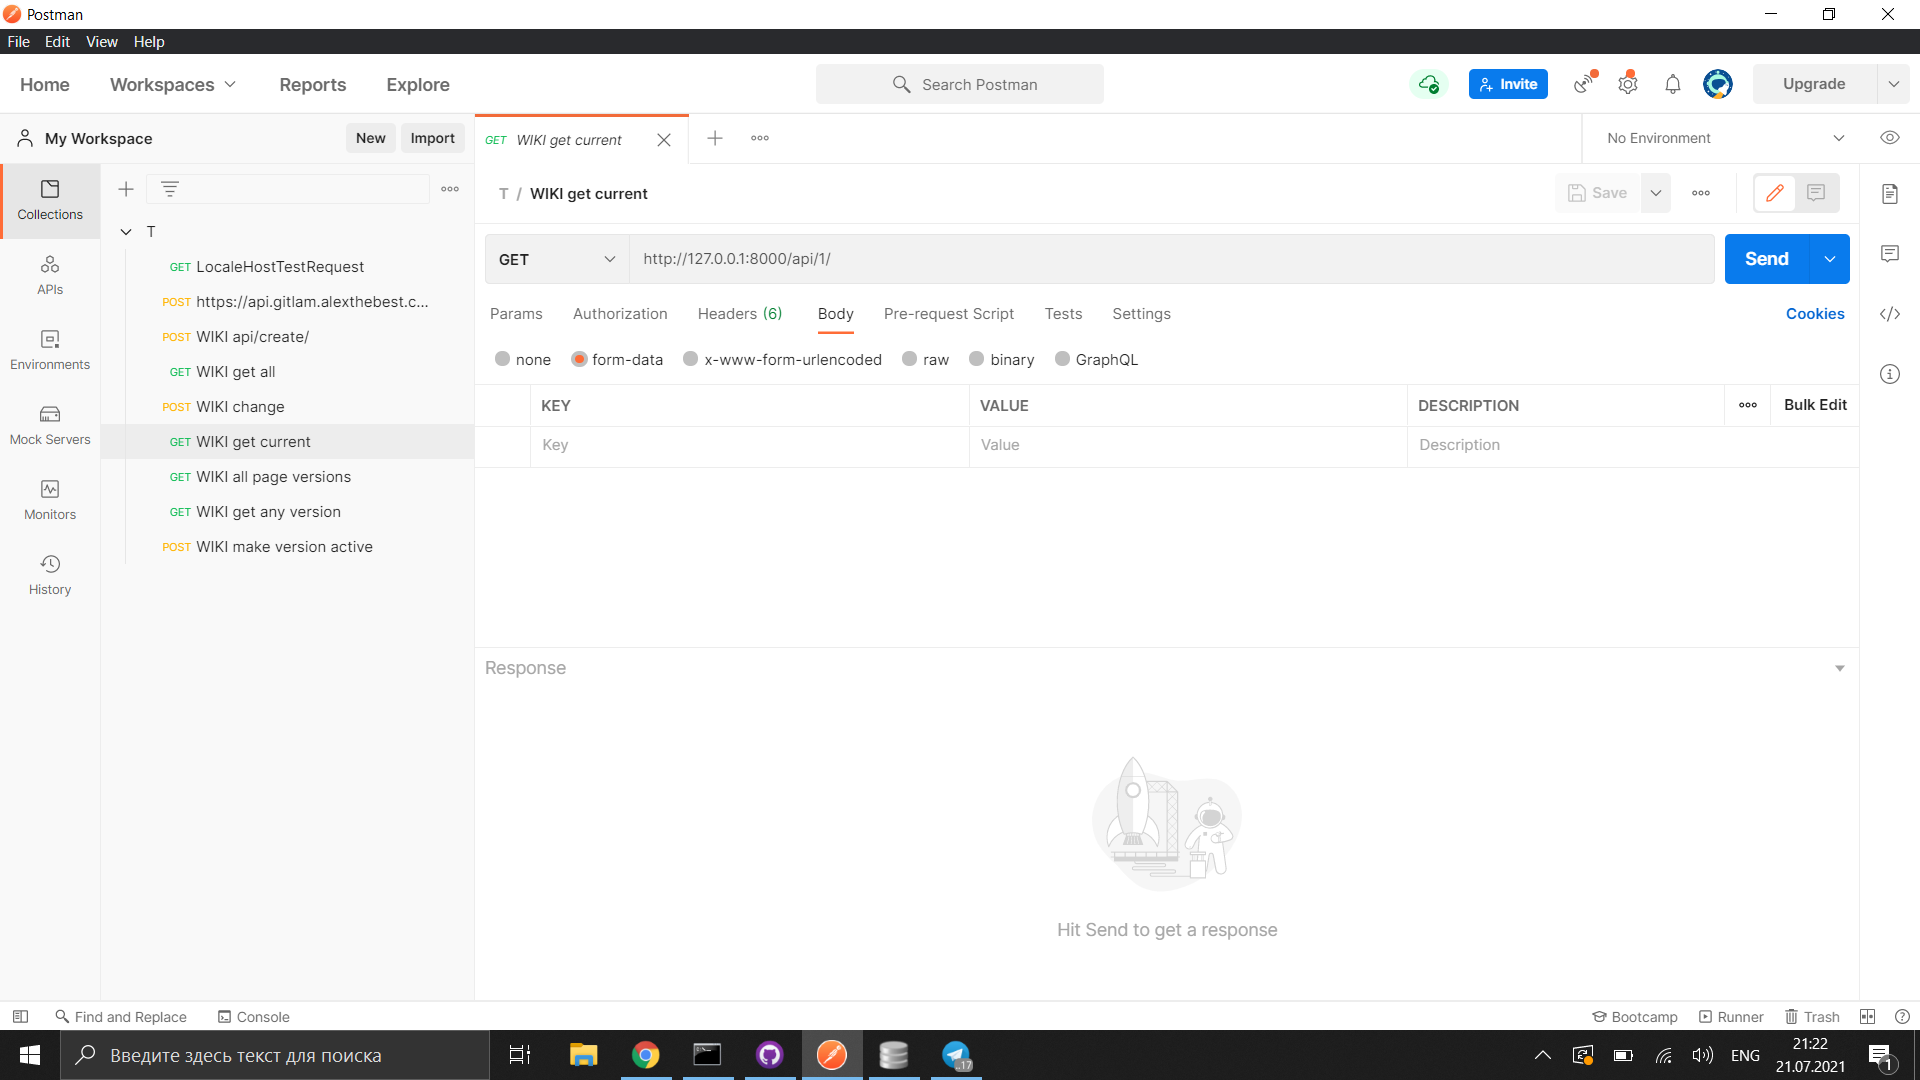 Postman
File Edit View Help
Home Workspaces Reports Explore
Search Postman
Invite
Upgrade
My Workspace
New Import
GET WIKI get current
No Environment
Collections
APIs
Environments
Mock Servers
Monitors
History
T
GET LocaleHostTestRequest
POST https://api.gitlam.alexthebest.c...
POST WIKI api/create/
GET WIKI get all
POST WIKI change
GET WIKI get current
GET WIKI all page versions
GET WIKI get any version
POST WIKI make version active
T / WIKI get current
Save
GET http://127.0.0.1:8000/api/1/
Send
Params Authorization Headers (6) Body Pre-request Script Tests Settings
Cookies
none form-data x-www-form-urlencoded raw binary GraphQL
KEY VALUE DESCRIPTION Bulk Edit
Key Value Description
Response
Hit Send to get a response
Find and Replace Console
Bootcamp Runner Trash
Введите здесь текст для поиска
17
ENG
21:22
21.07.2021
1